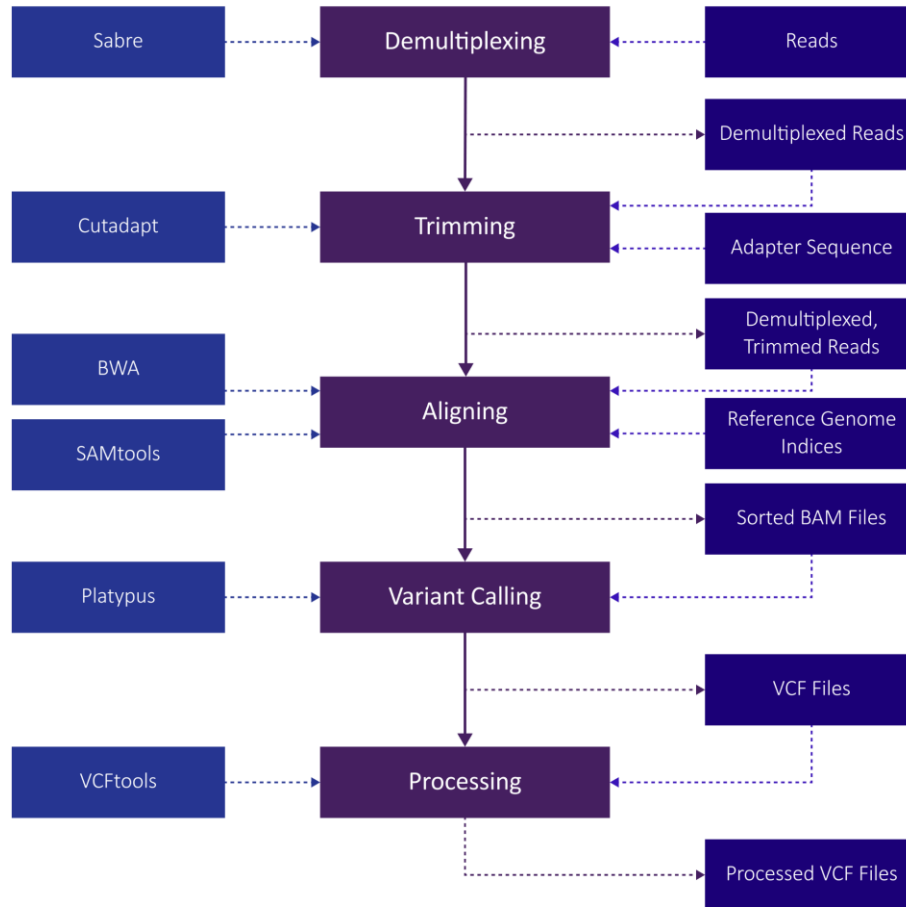 Sabre
Demultiplexing
Reads
Demultiplexed Reads
Cutadapt
Trimming
Adapter Sequence
Demultiplexed,
Trimmed Reads
BWA
Aligning
SAMtools
Reference Genome
Indices
Sorted BAM Files
Platypus
Variant Calling
VCF Files
VCFtools
Processing
Processed VCF Files